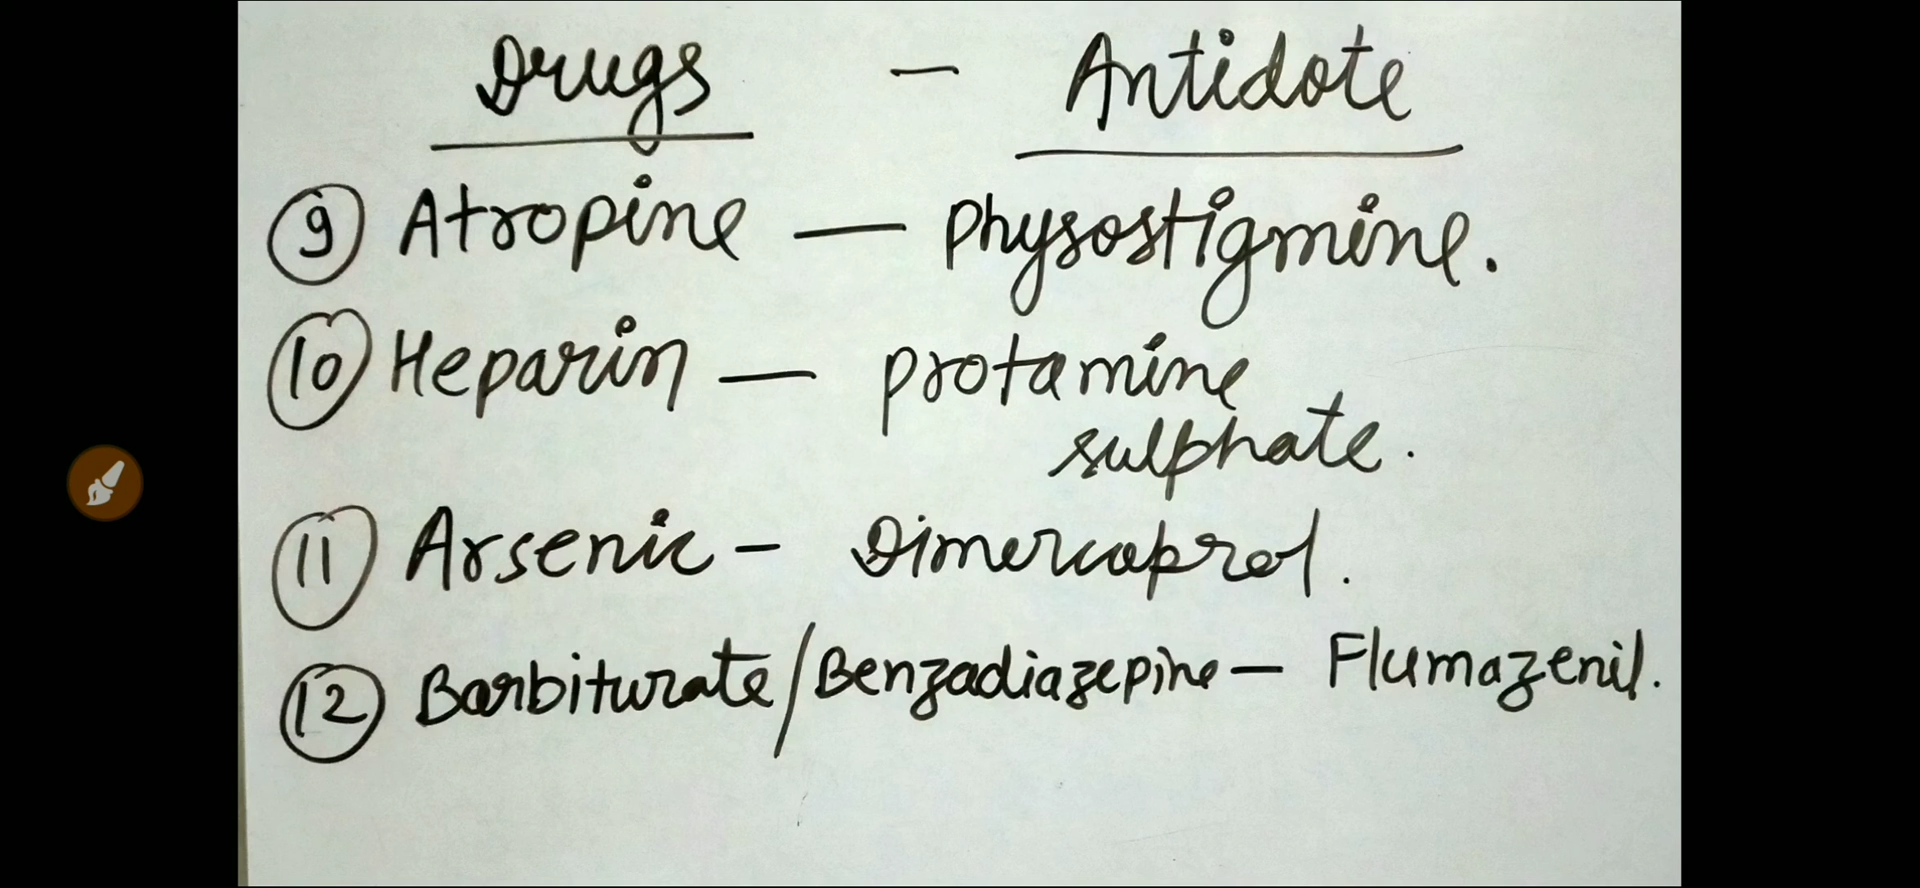 Drugs - Antidote
9 Atropine — Physostigmine.
10 Heparin — protamine
sulphate.
11 Arsenic - Dimercaprol.
12 Barbiturate/Benzadiazepine - Flumazenil.